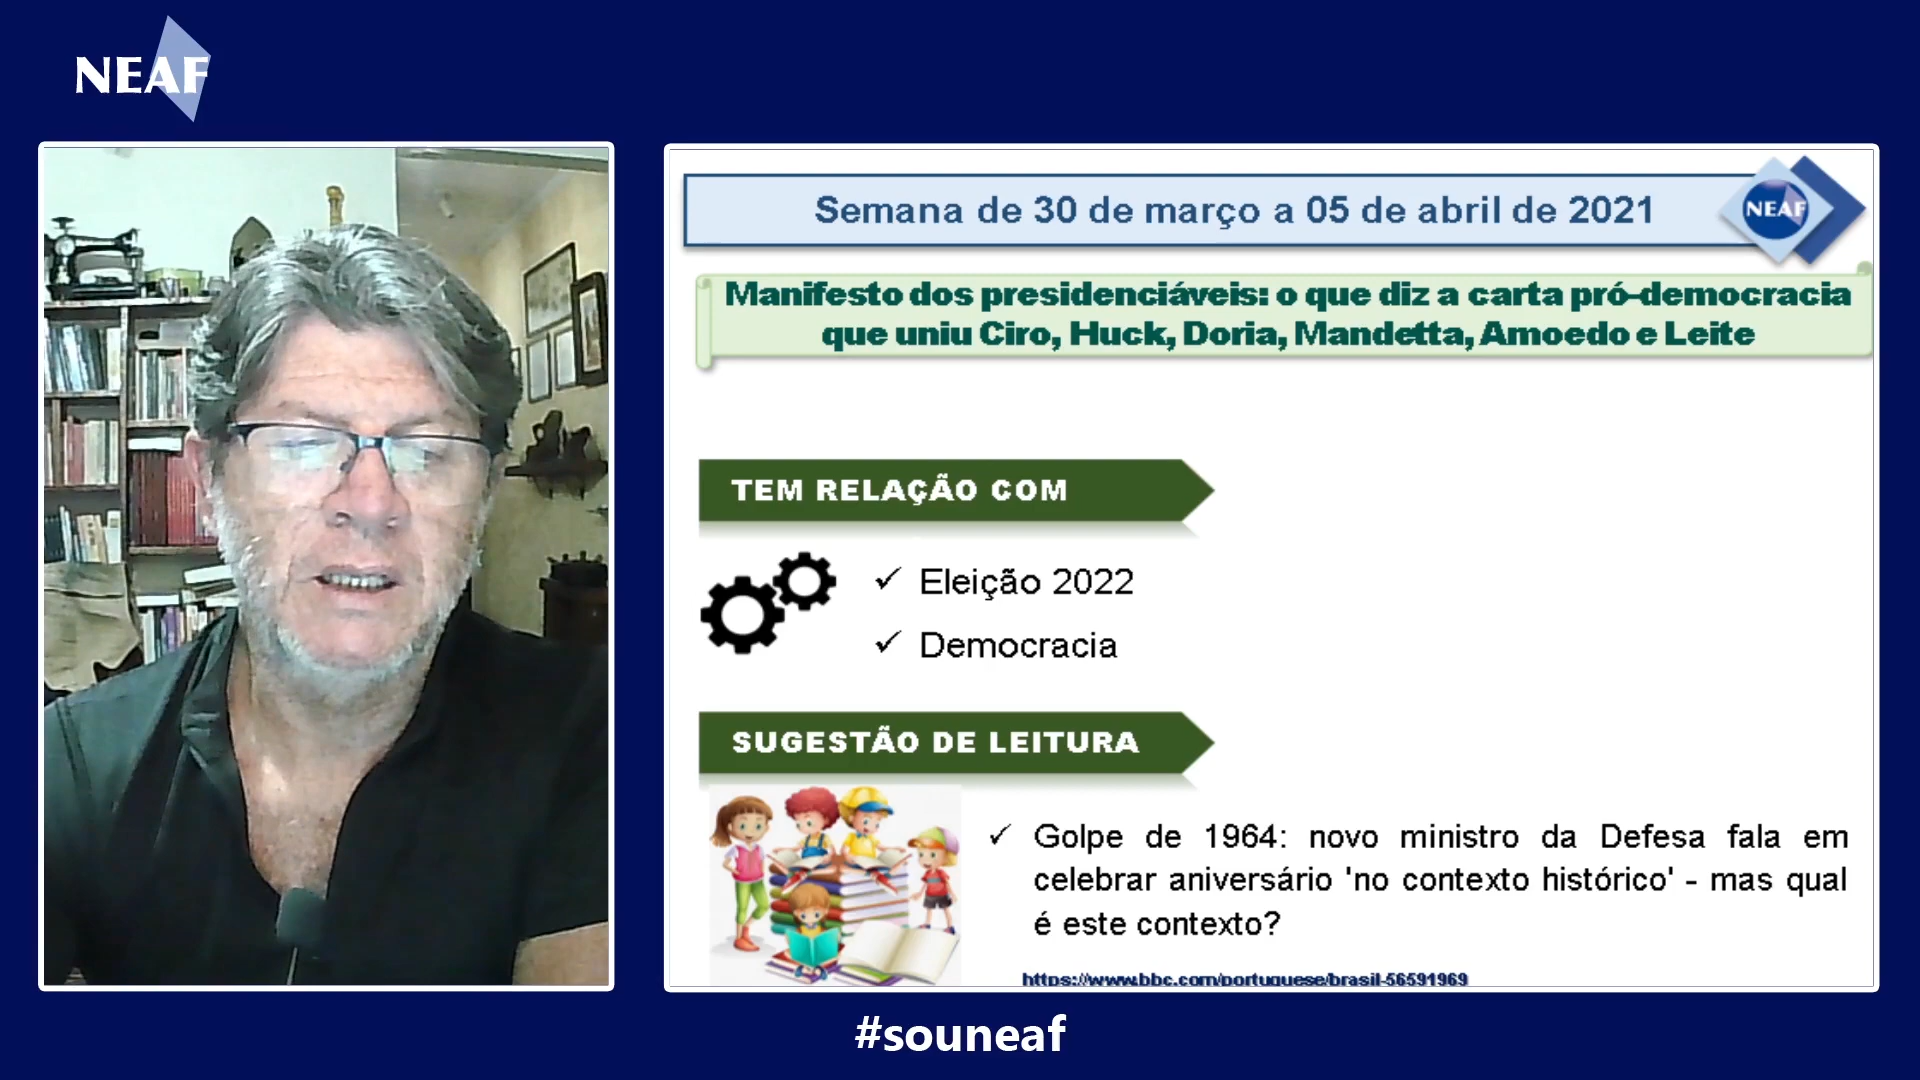 NEAF
Semana de 30 de março a 05 de abril de 2021
NEAF
Manifesto dos presidenciáveis: o que diz a carta pró-democracia
que uniu Ciro, Huck, Doria, Mandetta, Amoedo e Leite
TEM RELAÇÃO COM
✓ Eleição 2022
✓ Democracia
SUGESTÃO DE LEITURA
✓ Golpe de 1964: novo ministro da Defesa fala em
celebrar aniversário 'no contexto histórico' - mas qual
é este contexto?
https://www.bbc.com/portuguese/brasil-56591969
#souneaf